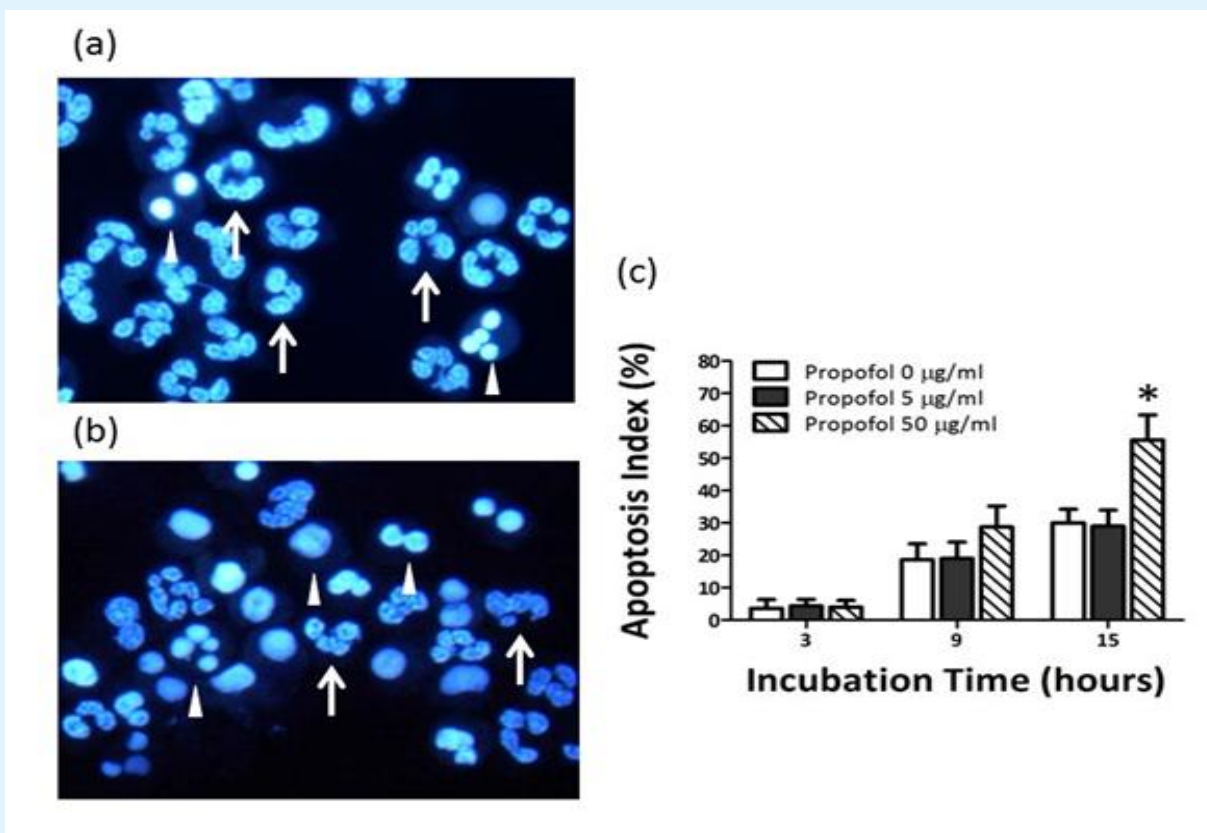 (a)
(b)
(c)
Apoptosis Index (%)
80
70
60
50
40
30
20
10
0
Propofol 0 μg/ml
Propofol 5 μg/ml
Propofol 50 μg/ml
*
3 9 15
Incubation Time (hours)